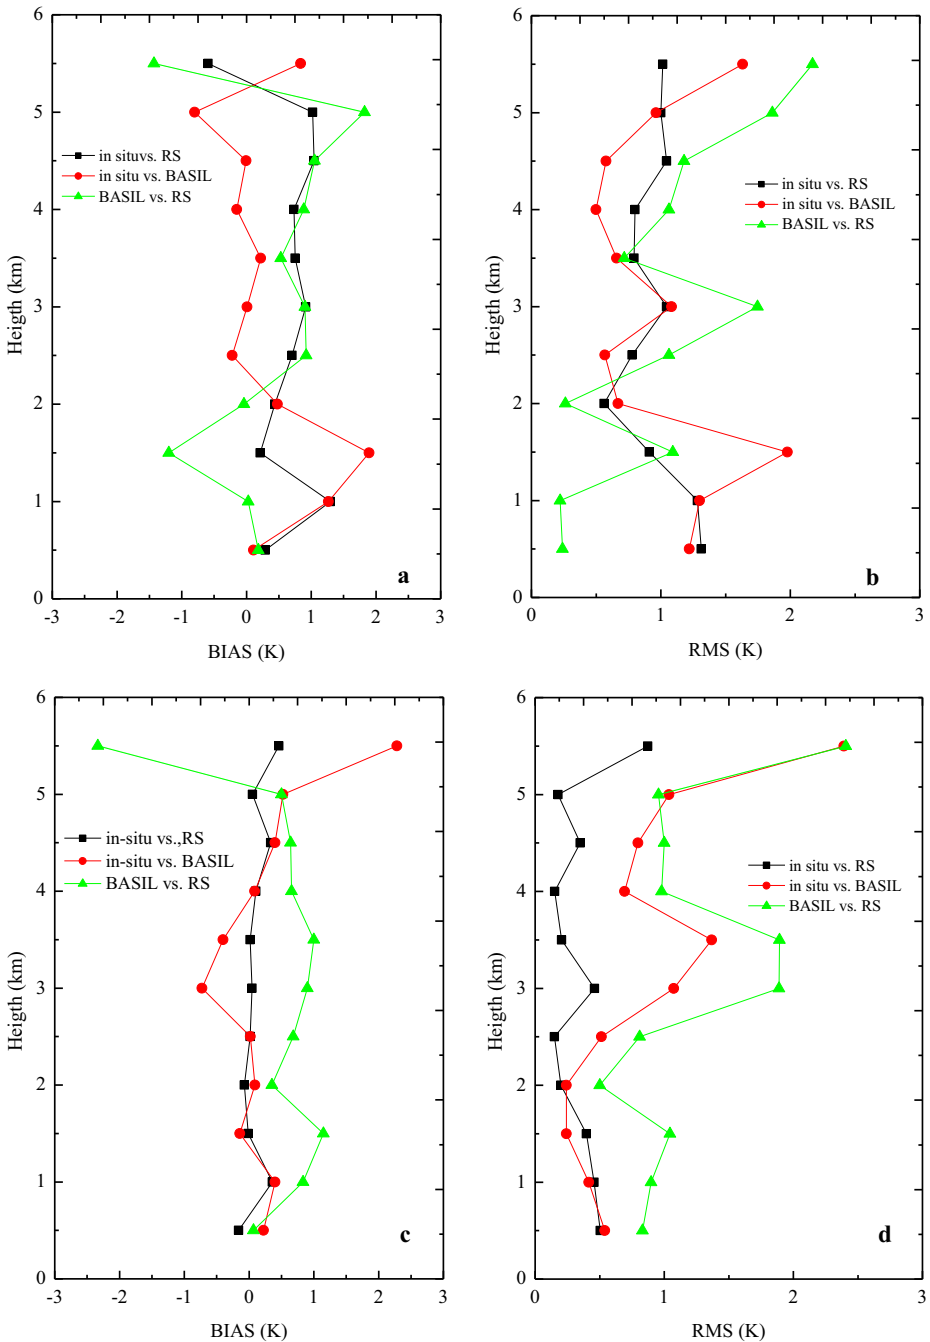 6
5
4
3
2
1
0
Heigth (km)
in situvs. RS
in situ vs. BASIL
BASIL vs. RS
a
-3
-2
-1
0
1
2
3
BIAS (K)
6
5
4
3
2
1
0
Heigth (km)
in situ vs. RS
in situ vs. BASIL
BASIL vs. RS
b
0
1
2
3
RMS (K)
6
5
4
3
2
1
0
Heigth (km)
in-situ vs.,RS
in-situ vs. BASIL
BASIL vs. RS
c
-3
-2
-1
0
1
2
3
BIAS (K)
6
5
4
3
2
1
0
Heigth (km)
in situ vs. RS
in situ vs. BASIL
BASIL vs. RS
d
0
1
2
3
RMS (K)